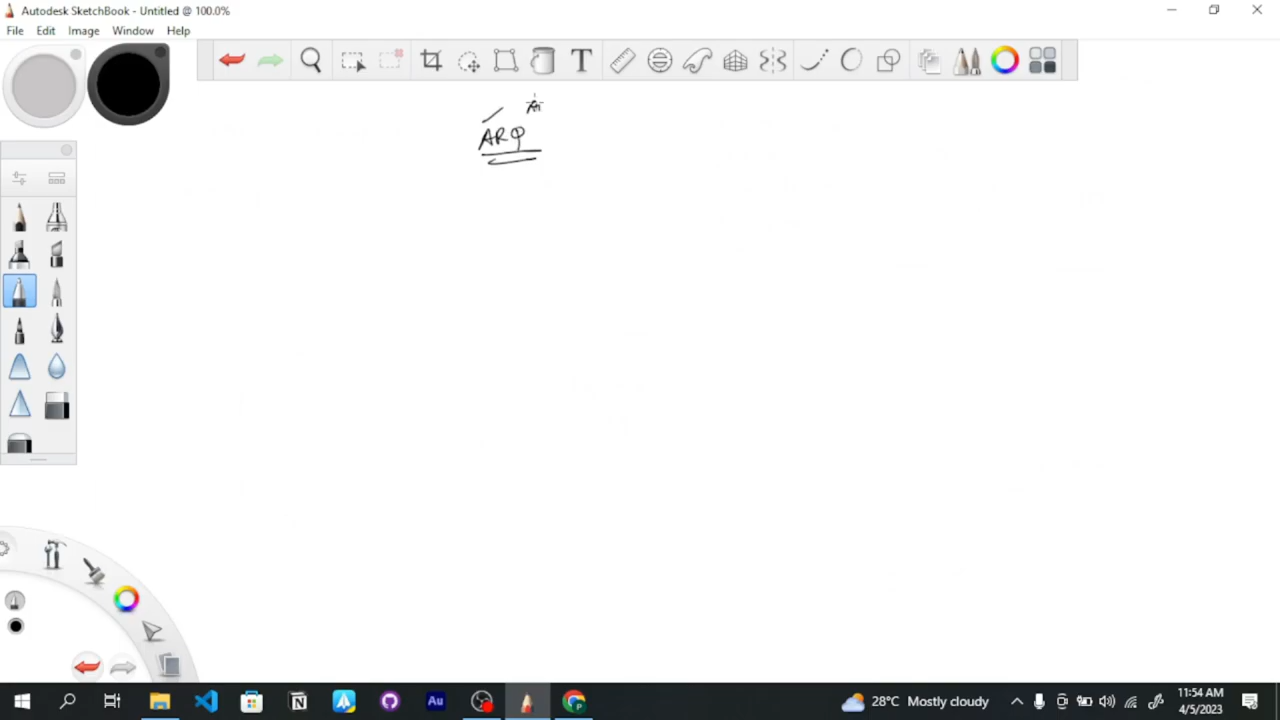 Autodesk SketchBook - Untitled @ 100.0%
File Edit Image Window Help
T
ARQ
Au
P
28°C Mostly cloudy
11:54 AM
4/5/2023